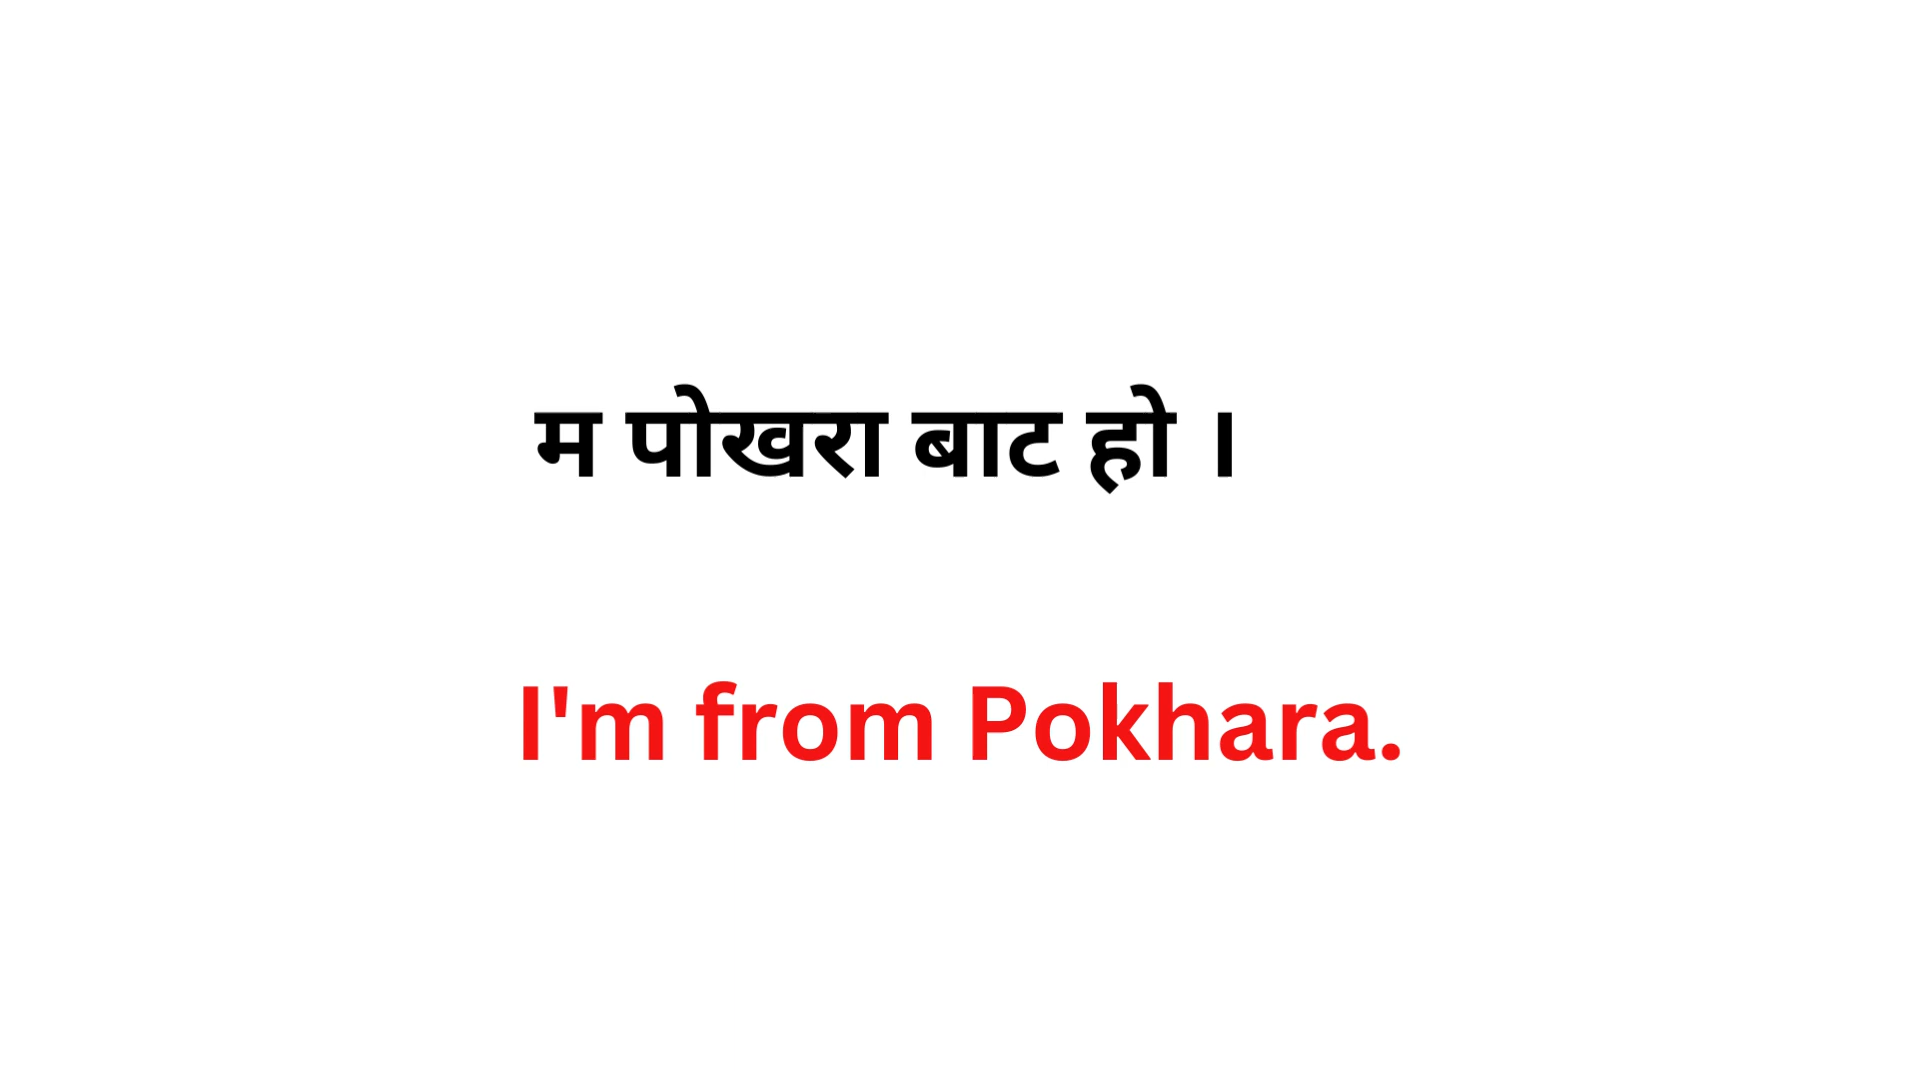 म पोखरा बाट हो ।
I'm from Pokhara.